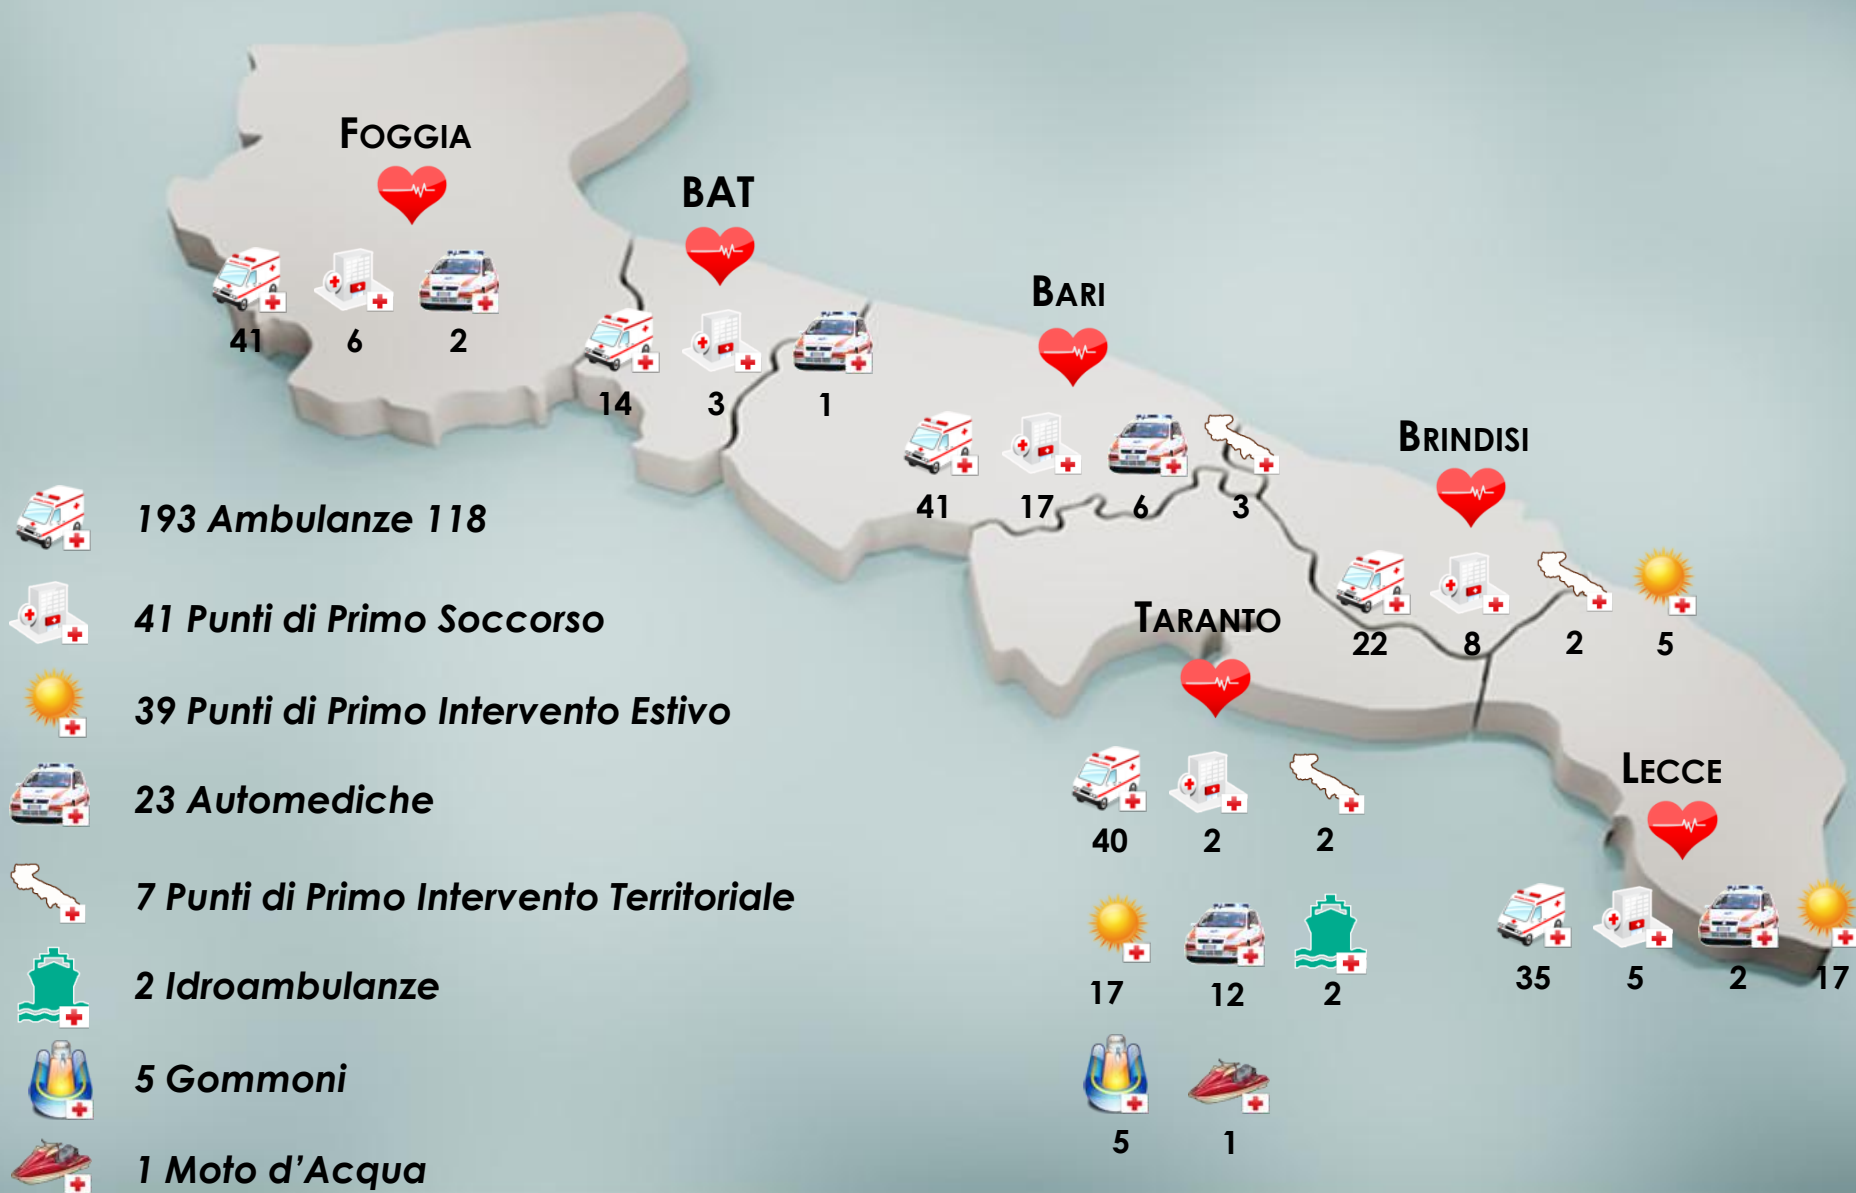 FOGGIA
41 6 2
BAT
14 3 1
BARI
41 17 6 3
BRINDISI
22 8 2 5
TARANTO
40 2 2
17 12 2
5 1
LECCE
35 5 2 17
193 Ambulanze 118
41 Punti di Primo Soccorso
39 Punti di Primo Intervento Estivo
23 Automediche
7 Punti di Primo Intervento Territoriale
2 Idroambulanze
5 Gommoni
1 Moto d'Acqua